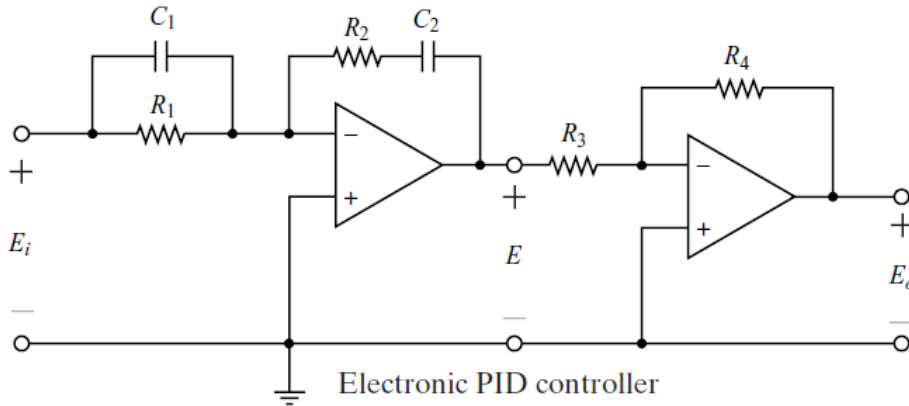 C1 R2 C2 R4
R1 R3
− −
+ + + + +
Ei E E
− − −
Electronic PID controller